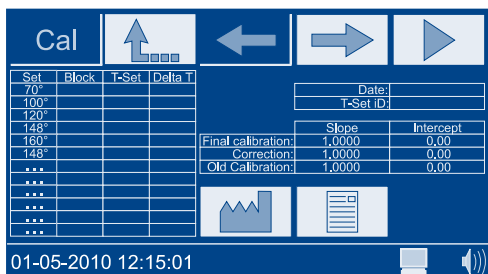 Cal
Set Block T-Set Delta T
70°
100°
120°
148°
160°
148°
...
...
...
...
...
Date:
T-Set iD:
Slope Intercept
Final calibration: 1,0000 0,00
Correction: 1,0000 0,00
Old Calibration: 1,0000 0,00
01-05-2010 12:15:01